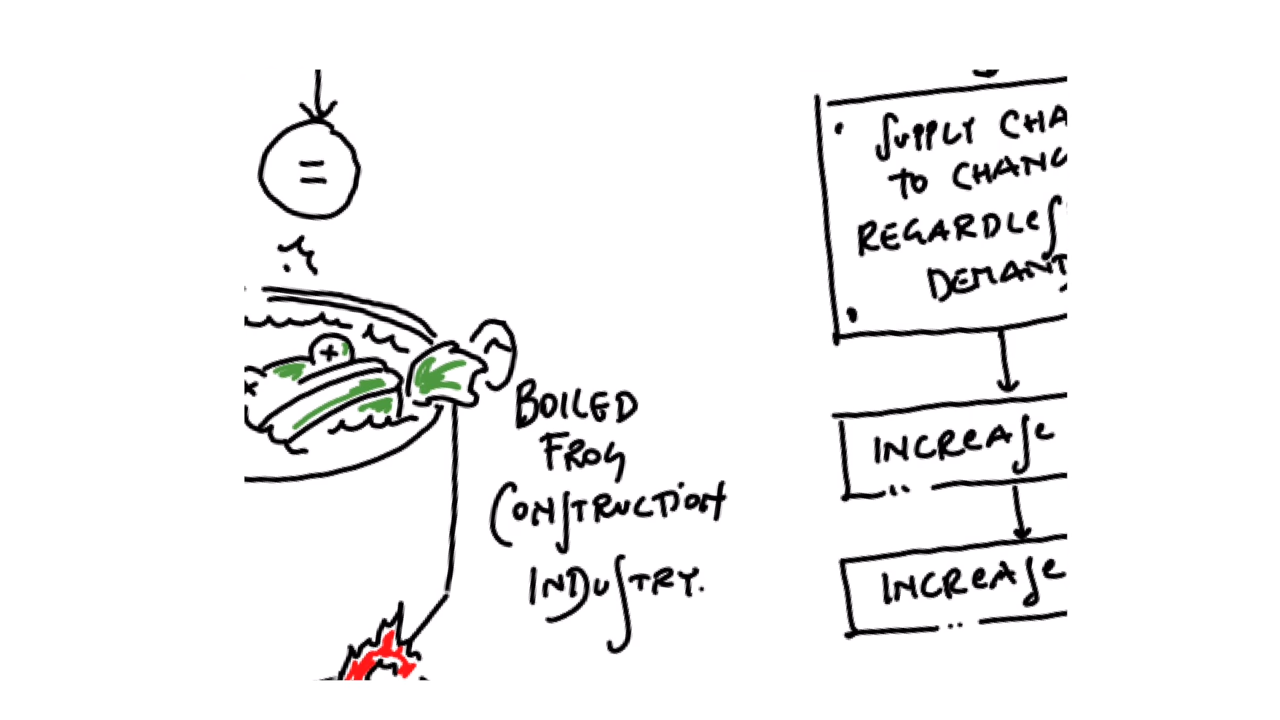 =
BOILED
FROG
CONSTRUCTION
INDUSTRY.
SUPPLY CHA
TO CHANG
REGARDLESS
DEMAND
INCREASE
INCREASE